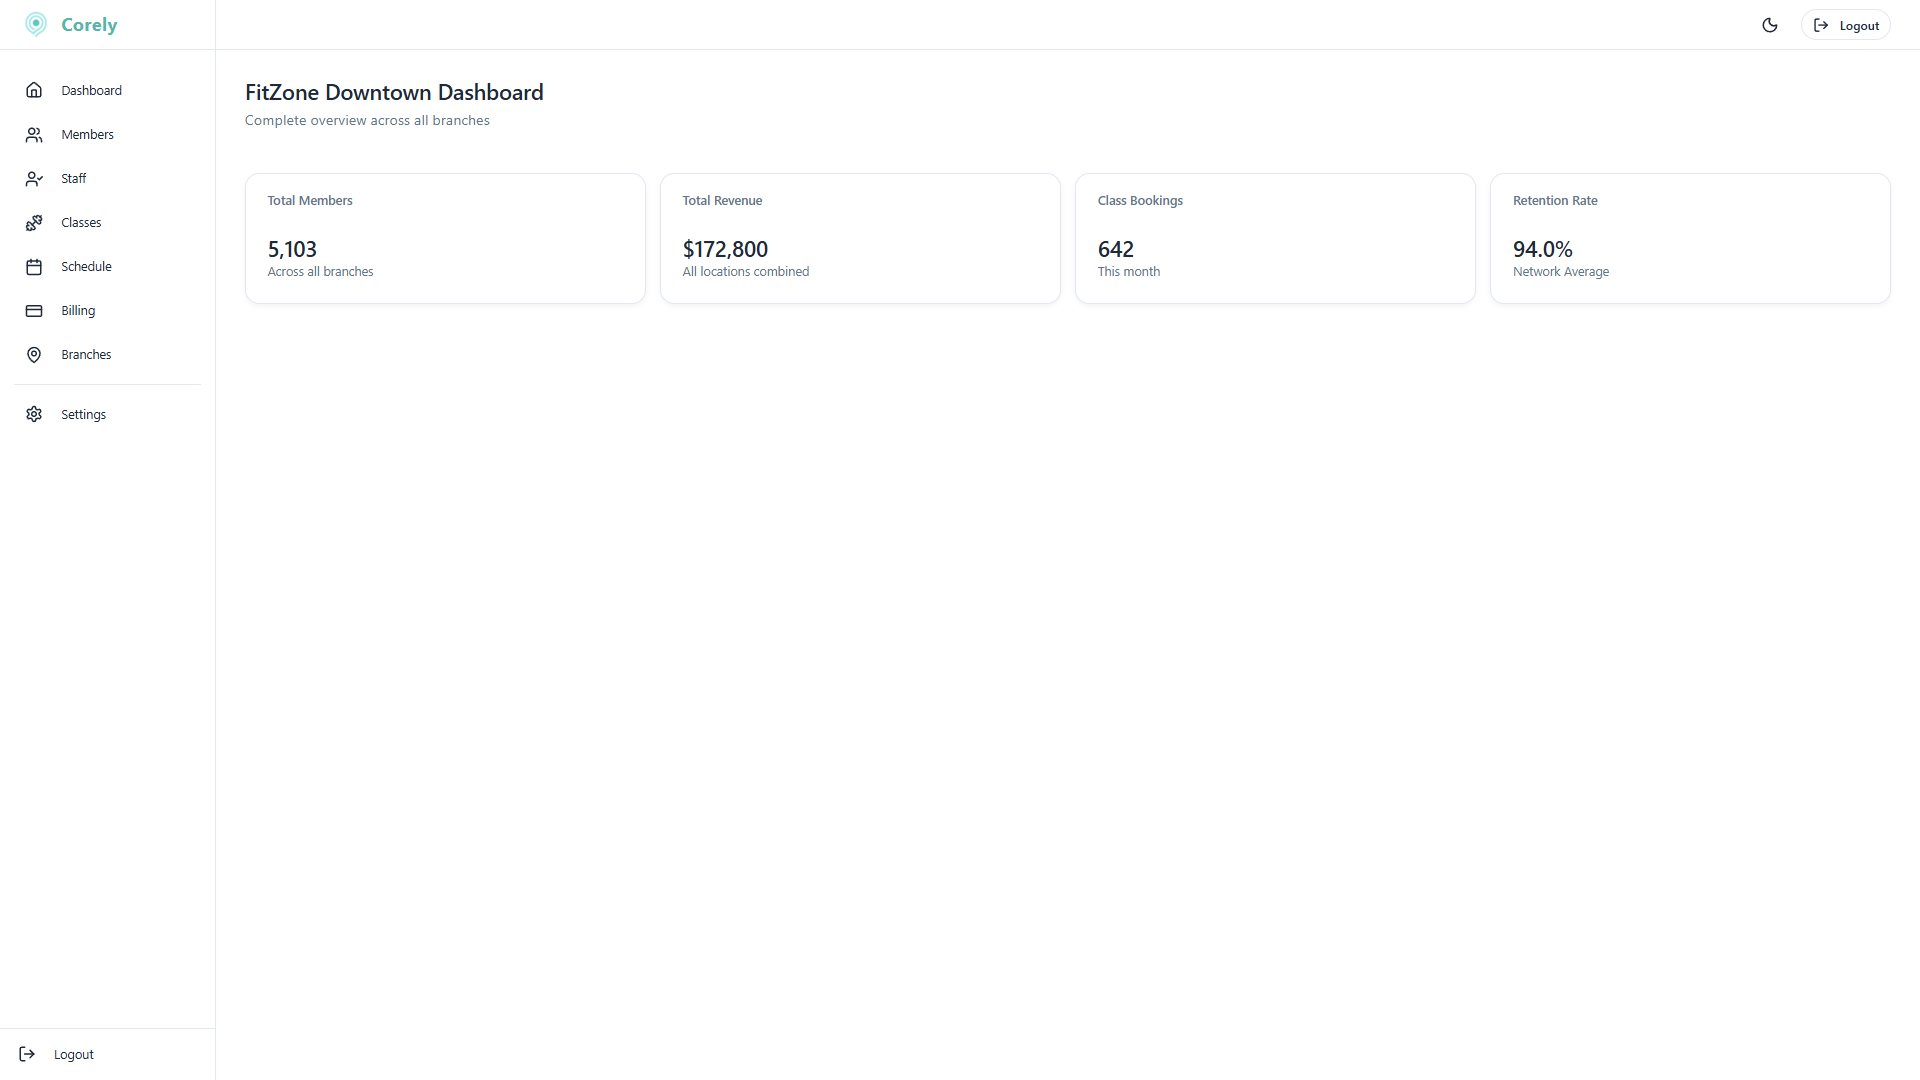 Corely
Logout
Dashboard
Members
Staff
Classes
Schedule
Billing
Branches
Settings
Logout
FitZone Downtown Dashboard
Complete overview across all branches
Total Members
5,103
Across all branches
Total Revenue
$172,800
All locations combined
Class Bookings
642
This month
Retention Rate
94.0%
Network Average